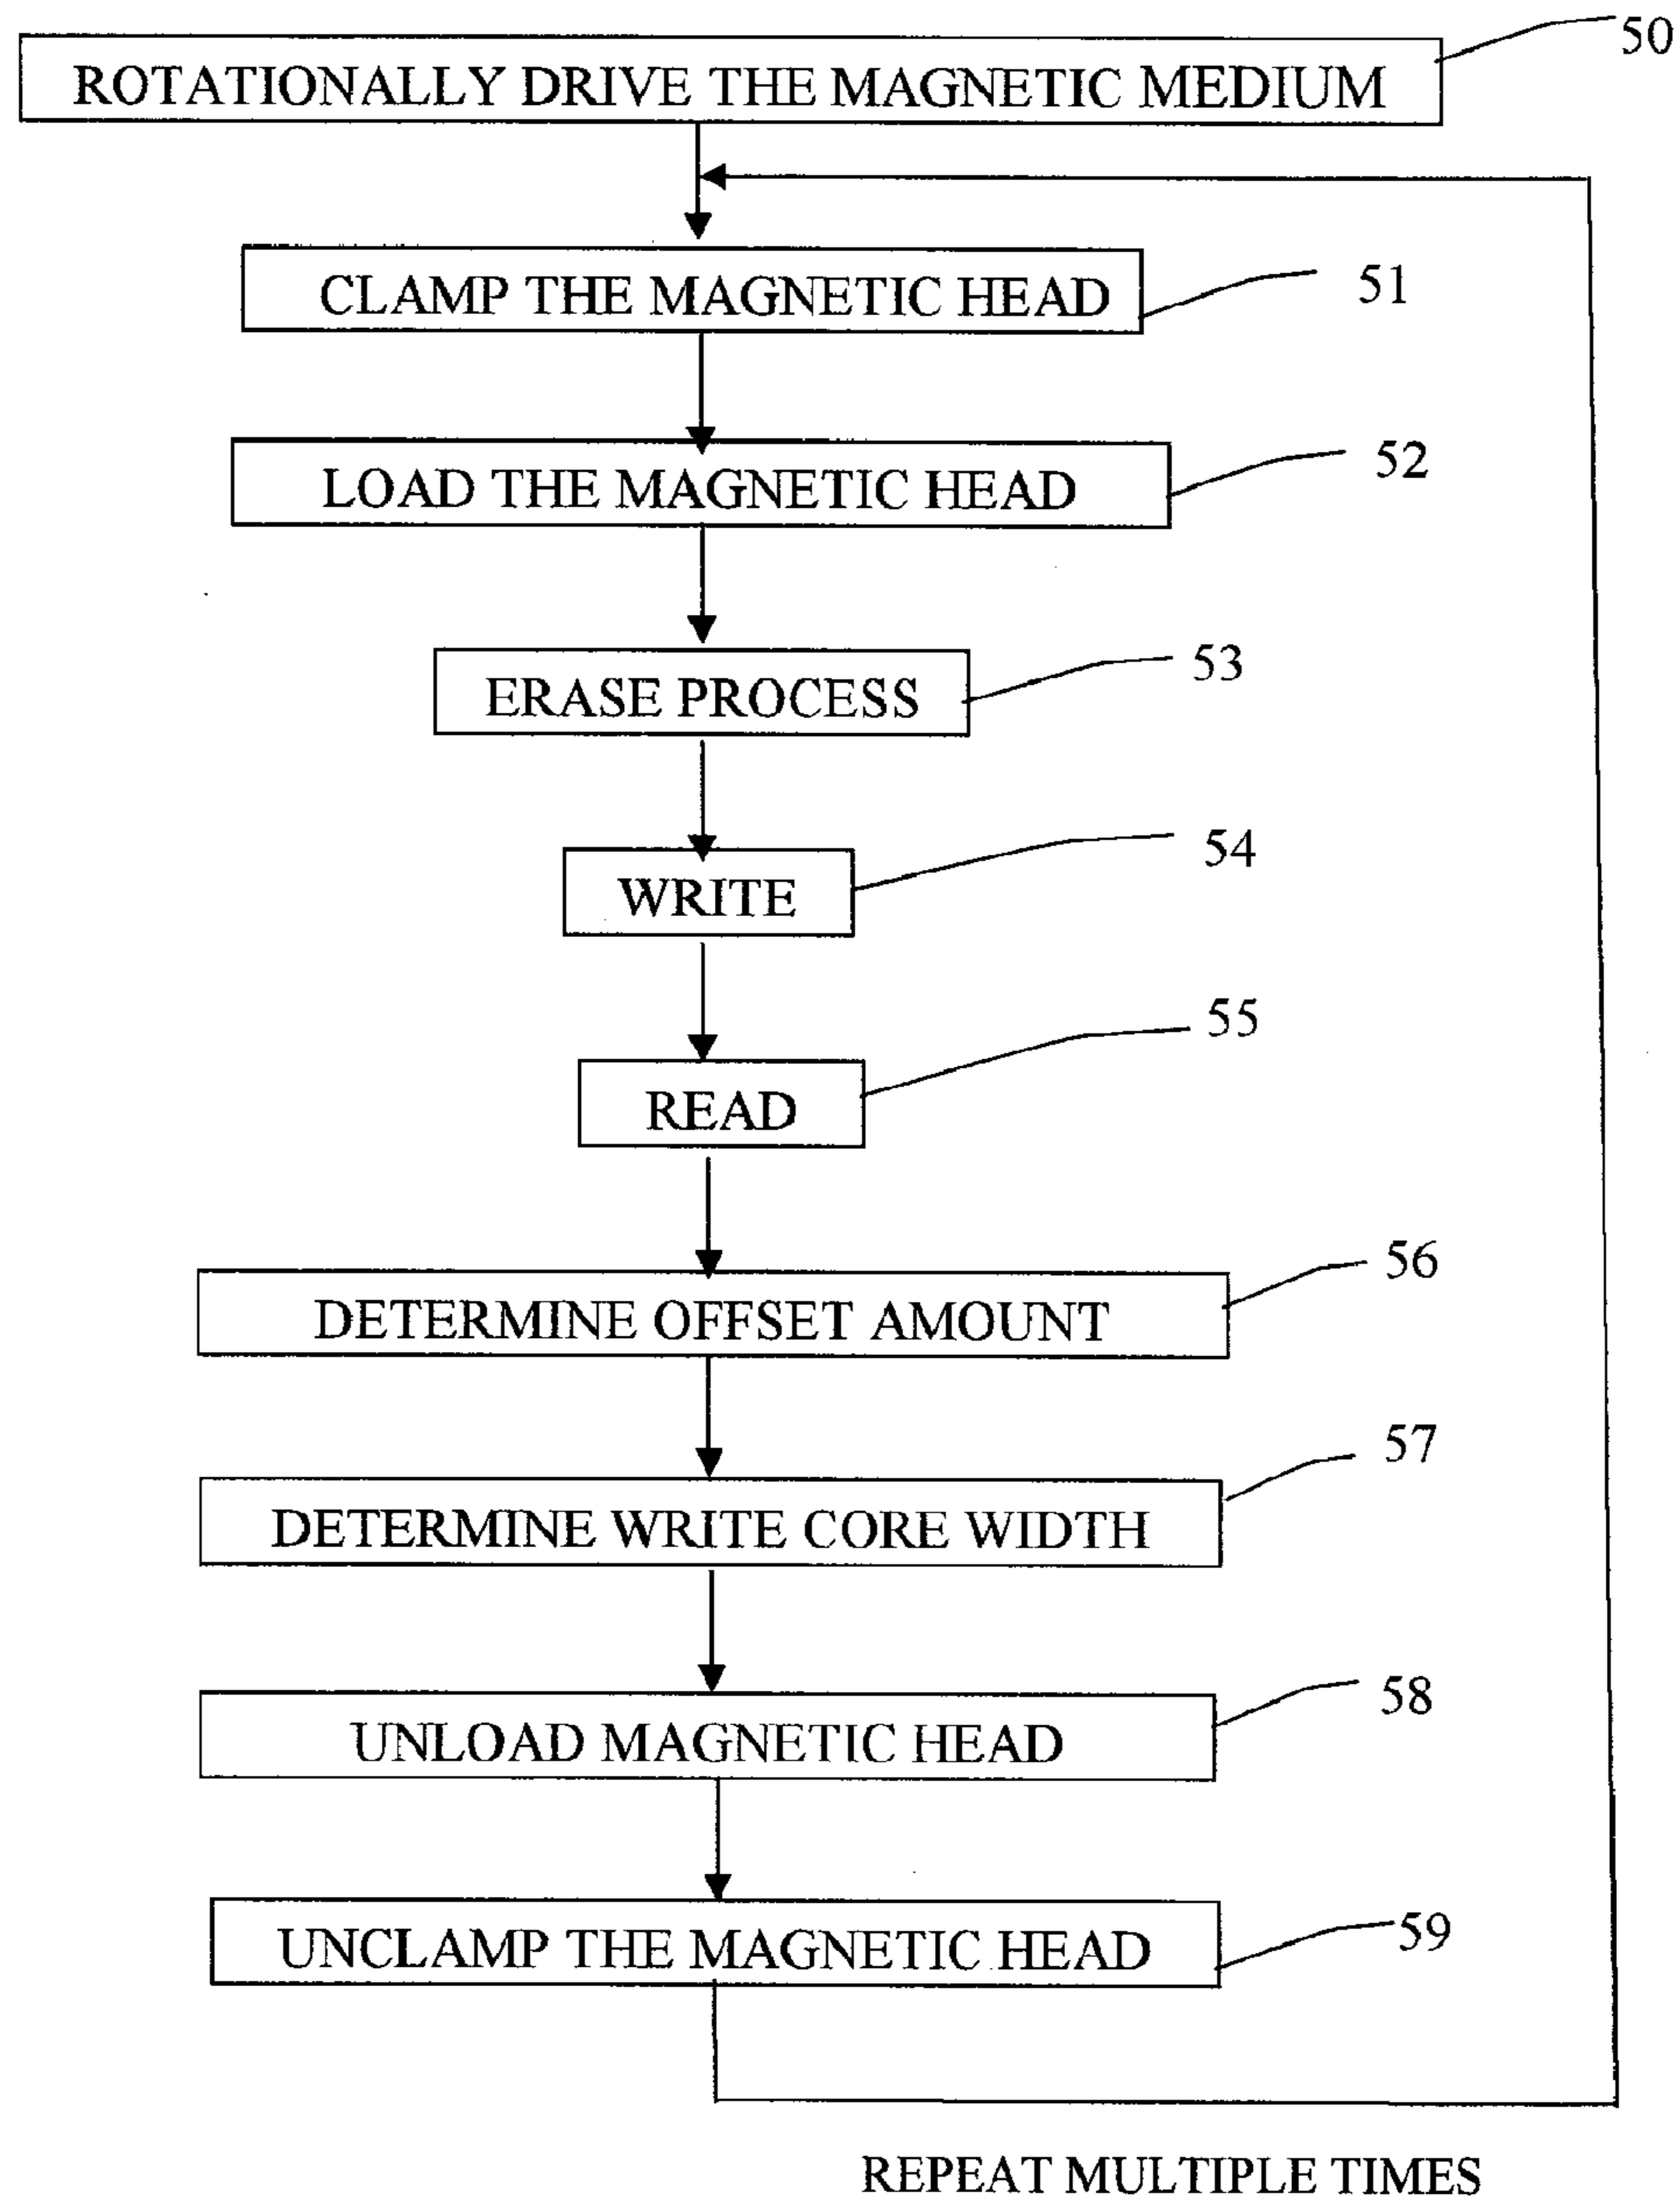 50
ROTATIONALLY DRIVE THE MAGNETIC MEDIUM
CLAMP THE MAGNETIC HEAD
51
LOAD THE MAGNETIC HEAD
52
ERASE PROCESS
53
WRITE
54
READ
55
DETERMINE OFFSET AMOUNT
56
DETERMINE WRITE CORE WIDTH
57
UNLOAD MAGNETIC HEAD
58
UNCLAMP THE MAGNETIC HEAD
59
REPEAT MULTIPLE TIMES